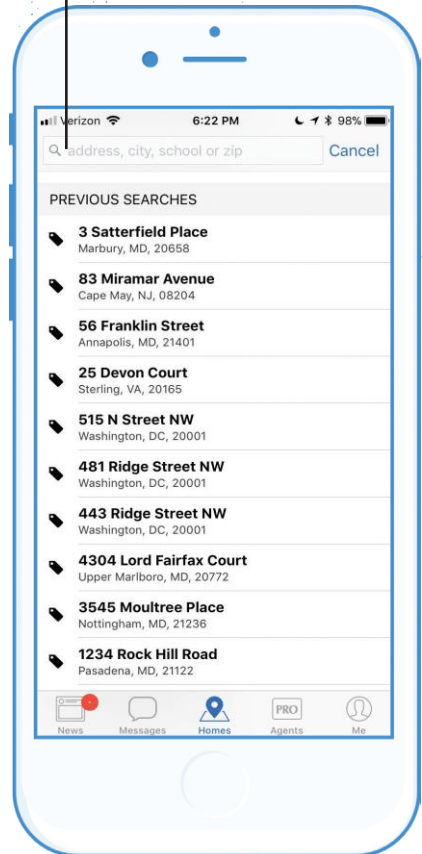 Verizon 6:22 PM 98%
address, city, school or zip Cancel
PREVIOUS SEARCHES
3 Satterfield Place
Marbury, MD, 20658
83 Miramar Avenue
Cape May, NJ, 08204
56 Franklin Street
Annapolis, MD, 21401
25 Devon Court
Sterling, VA, 20165
515 N Street NW
Washington, DC, 20001
481 Ridge Street NW
Washington, DC, 20001
443 Ridge Street NW
Washington, DC, 20001
4304 Lord Fairfax Court
Upper Marlboro, MD, 20772
3545 Moultree Place
Nottingham, MD, 21236
1234 Rock Hill Road
Pasadena, MD, 21122
PRO
News Messages Homes Agents Me